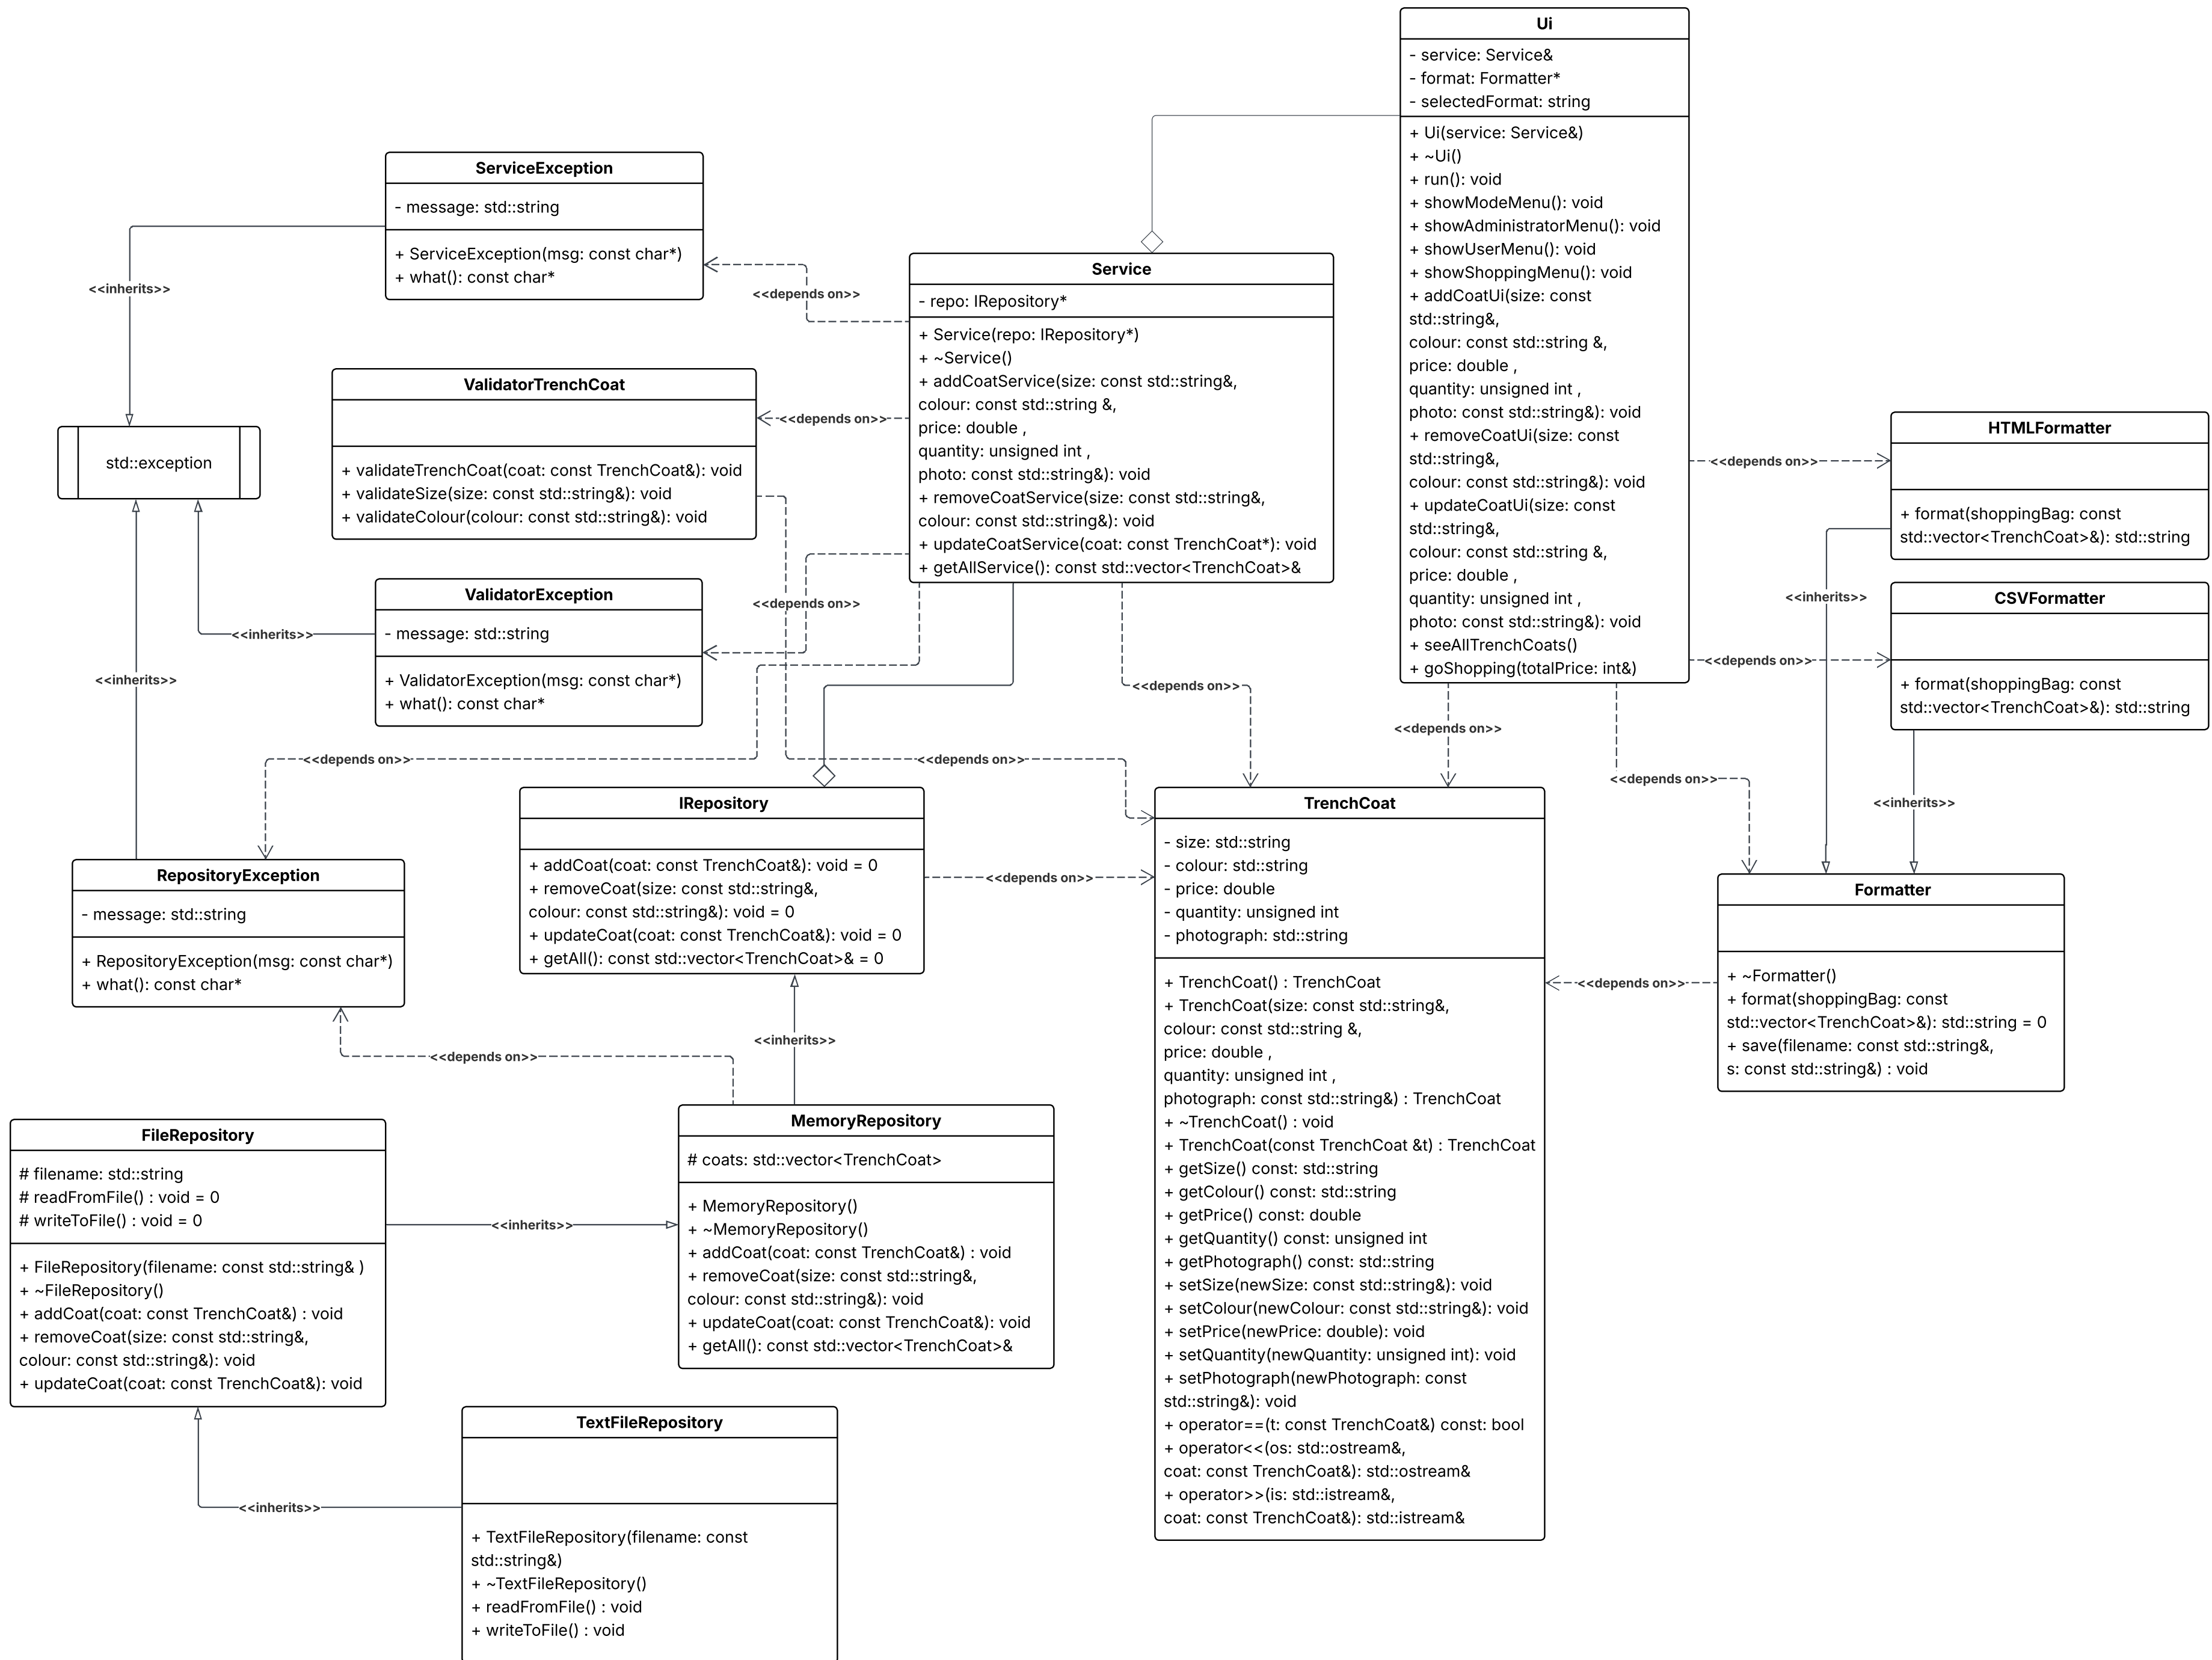 Ui
- service: Service&
- format: Formatter*
- selectedFormat: string
+ Ui(service: Service&)
+ ~Ui()
+ run(): void
+ showModeMenu(): void
+ showAdministratorMenu(): void
+ showUserMenu(): void
+ showShoppingMenu(): void
+ addCoatUi(size: const
std::string&,
colour: const std::string &,
price: double ,
quantity: unsigned int ,
photo: const std::string&): void
+ removeCoatUi(size: const
std::string&,
colour: const std::string&): void
+ updateCoatUi(size: const
std::string&,
colour: const std::string &,
price: double ,
quantity: unsigned int ,
photo: const std::string&): void
+ seeAllTrenchCoats()
+ goShopping(totalPrice: int&)
ServiceException
- message: std::string
+ ServiceException(msg: const char*)
+ what(): const char*
<<inherits>>
<<depends on>>
Service
- repo: IRepository*
+ Service(repo: IRepository*)
+ ~Service()
+ addCoatService(size: const std::string&,
colour: const std::string &,
price: double ,
quantity: unsigned int ,
photo: const std::string&): void
+ removeCoatService(size: const std::string&,
colour: const std::string&): void
+ updateCoatService(coat: const TrenchCoat*): void
+ getAllService(): const std::vector<TrenchCoat>&
ValidatorTrenchCoat
+ validateTrenchCoat(coat: const TrenchCoat&): void
+ validateSize(size: const std::string&): void
+ validateColour(colour: const std::string&): void
<<depends on>>
std::exception
HTMLFormatter
+ format(shoppingBag: const
std::vector<TrenchCoat>&): std::string
<<depends on>>
<<inherits>>
CSVFormatter
+ format(shoppingBag: const
std::vector<TrenchCoat>&): std::string
<<depends on>>
ValidatorException
- message: std::string
+ ValidatorException(msg: const char*)
+ what(): const char*
<<inherits>>
<<depends on>>
<<inherits>>
<<depends on>>
<<depends on>>
<<depends on>>
<<depends on>>
<<depends on>>
<<inherits>>
IRepository
+ addCoat(coat: const TrenchCoat&): void = 0
+ removeCoat(size: const std::string&,
colour: const std::string&): void = 0
+ updateCoat(coat: const TrenchCoat&): void = 0
+ getAll(): const std::vector<TrenchCoat>& = 0
<<depends on>>
TrenchCoat
- size: std::string
- colour: std::string
- price: double
- quantity: unsigned int
- photograph: std::string
+ TrenchCoat() : TrenchCoat
+ TrenchCoat(size: const std::string&,
colour: const std::string &,
price: double ,
quantity: unsigned int ,
photograph: const std::string&) : TrenchCoat
+ ~TrenchCoat() : void
+ TrenchCoat(const TrenchCoat &t) : TrenchCoat
+ getSize() const: std::string
+ getColour() const: std::string
+ getPrice() const: double
+ getQuantity() const: unsigned int
+ getPhotograph() const: std::string
+ setSize(newSize: const std::string&): void
+ setColour(newColour: const std::string&): void
+ setPrice(newPrice: double): void
+ setQuantity(newQuantity: unsigned int): void
+ setPhotograph(newPhotograph: const
std::string&): void
+ operator==(t: const TrenchCoat&) const: bool
+ operator<<(os: std::ostream&,
coat: const TrenchCoat&): std::ostream&
+ operator>>(is: std::istream&,
coat: const TrenchCoat&): std::istream&
RepositoryException
- message: std::string
+ RepositoryException(msg: const char*)
+ what(): const char*
Formatter
+ ~Formatter()
+ format(shoppingBag: const
std::vector<TrenchCoat>&): std::string = 0
+ save(filename: const std::string&,
s: const std::string&) : void
<<depends on>>
<<inherits>>
<<depends on>>
FileRepository
# filename: std::string
# readFromFile() : void = 0
# writeToFile() : void = 0
+ FileRepository(filename: const std::string& )
+ ~FileRepository()
+ addCoat(coat: const TrenchCoat&) : void
+ removeCoat(size: const std::string&,
colour: const std::string&): void
+ updateCoat(coat: const TrenchCoat&): void
<<inherits>>
MemoryRepository
# coats: std::vector<TrenchCoat>
+ MemoryRepository()
+ ~MemoryRepository()
+ addCoat(coat: const TrenchCoat&) : void
+ removeCoat(size: const std::string&,
colour: const std::string&): void
+ updateCoat(coat: const TrenchCoat&): void
+ getAll(): const std::vector<TrenchCoat>&
<<inherits>>
TextFileRepository
+ TextFileRepository(filename: const
std::string&)
+ ~TextFileRepository()
+ readFromFile() : void
+ writeToFile() : void